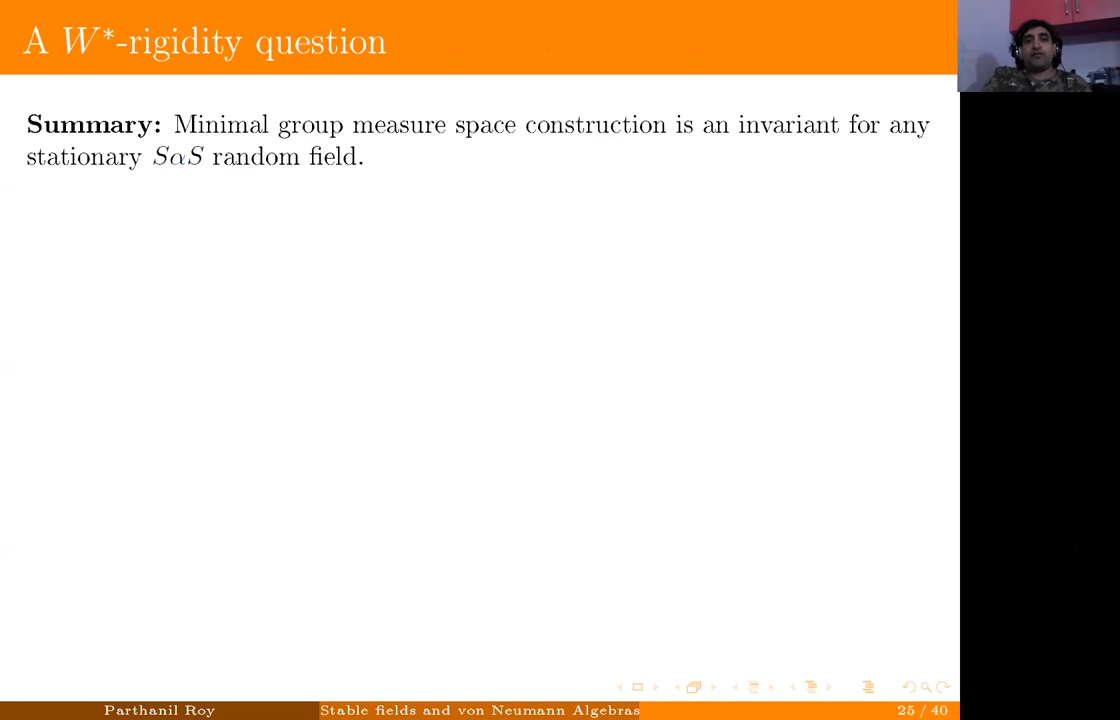 A W*-rigidity question
Summary: Minimal group measure space construction is an invariant for any
stationary SαS random field.
Parthanil Roy
Stable fields and von Neumann Algebras
25 / 40